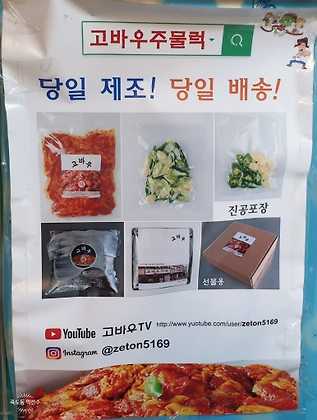 고바우주물럭
당일 제조! 당일 배송!
고바우
진공포장
고바우
고바우
선물용
YouTube 고바우TV http://www.yuotube.com/user/zeton5169
Instagram @zeton5169